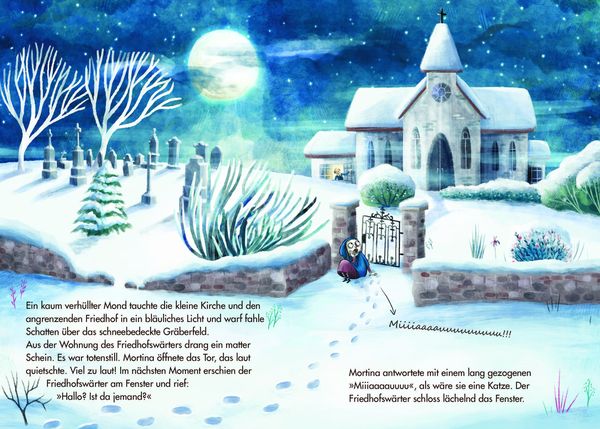 Ein kaum verhüllter Mond tauchte die kleine Kirche und den
angrenzenden Friedhof in ein bläuliches Licht und warf fahle
Schatten über das schneebedeckte Gräberfeld.
Aus der Wohnung des Friedhofswärters drang ein matter
Schein. Es war totenstill. Mortina öffnete das Tor, das laut
quietschte. Viel zu laut! Im nächsten Moment erschien der
Friedhofswärter am Fenster und rief:
»Hallo? Ist da jemand?«
Miiiiaaaauuuuuuuuuu!!!
Mortina antwortete mit einem lang gezogenen
»Miiiaaaauuuu«, als wäre sie eine Katze. Der
Friedhofswärter schloss lächelnd das Fenster.